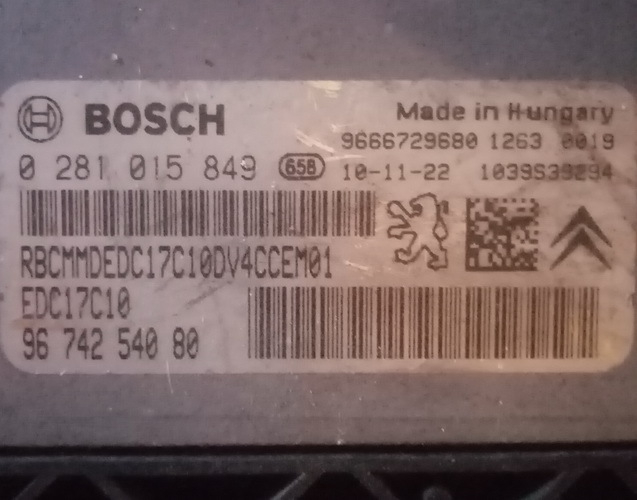 BOSCH
Made in Hungary
9666729680 1263 0019
0 281 015 849 65B
10-11-22 1039S39294
RBCMMDEDC17C10DV4CCEM01
EDC17C10
96 742 540 80